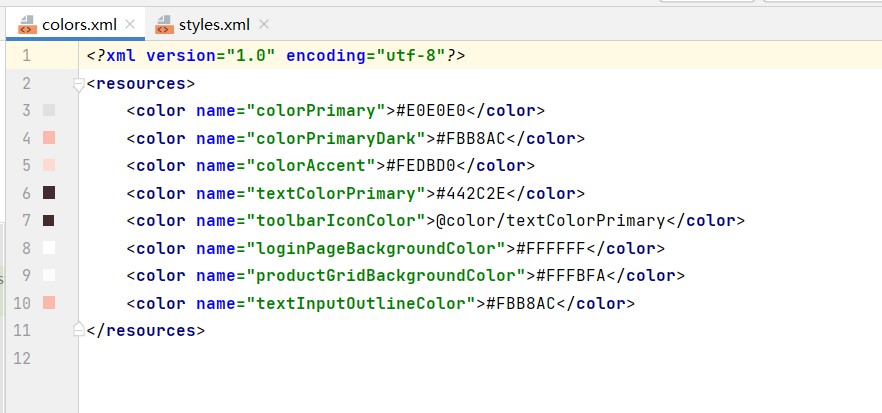 colors.xml
styles.xml
1 <?xml version="1.0" encoding="utf-8"?>
2 <resources>
3 <color name="colorPrimary">#E0E0E0</color>
4 <color name="colorPrimaryDark">#FBB8AC</color>
5 <color name="colorAccent">#FEDBD0</color>
6 <color name="textColorPrimary">#442C2E</color>
7 <color name="toolbarIconColor">@color/textColorPrimary</color>
8 <color name="loginPageBackgroundColor">#FFFFFF</color>
9 <color name="productGridBackgroundColor">#FFFBFA</color>
10 <color name="textInputOutlineColor">#FBB8AC</color>
11 </resources>
12